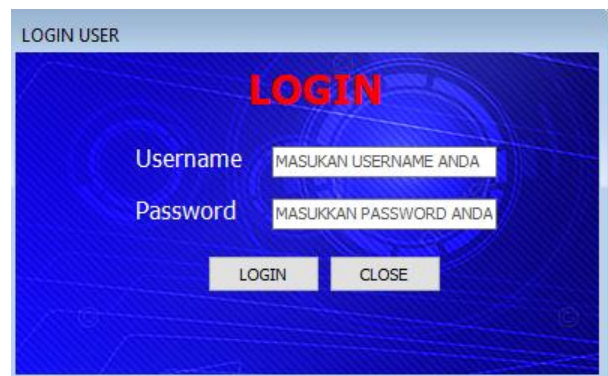 LOGIN USER
LOGIN
Username MASUKAN USERNAME ANDA
Password MASUKKAN PASSWORD ANDA
LOGIN CLOSE